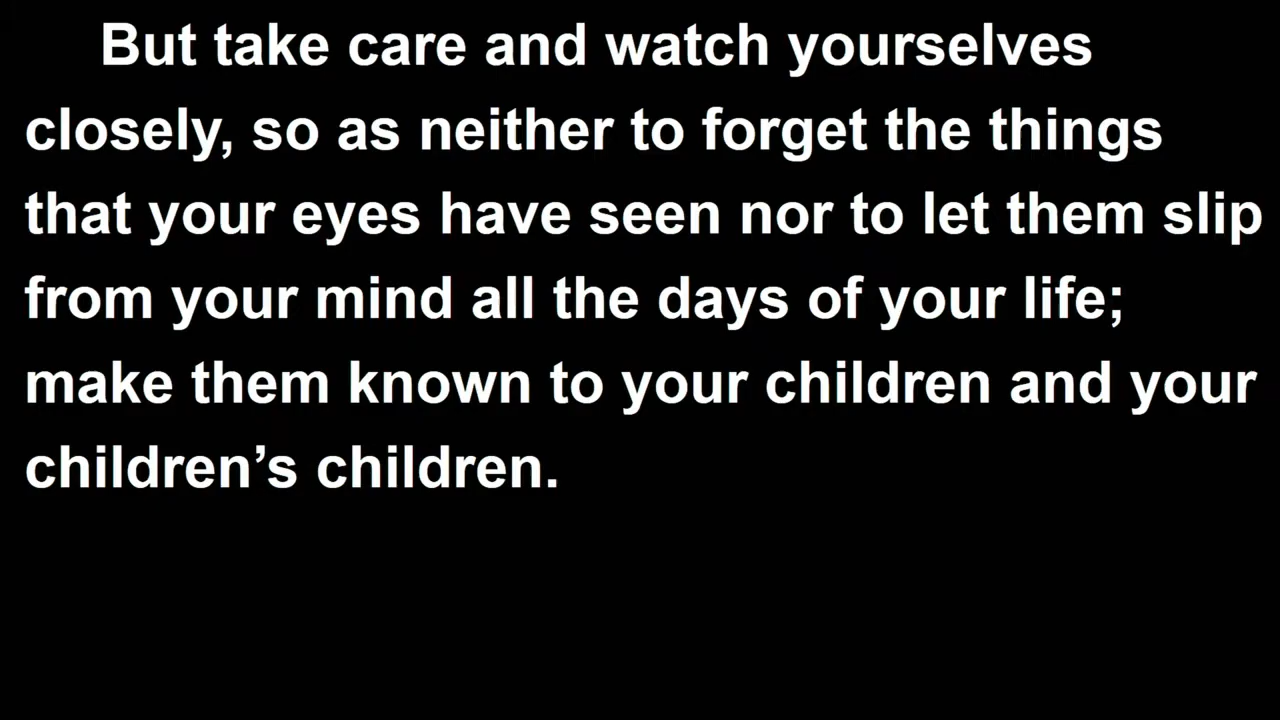 But take care and watch yourselves
closely, so as neither to forget the things
that your eyes have seen nor to let them slip
from your mind all the days of your life;
make them known to your children and your
children’s children.